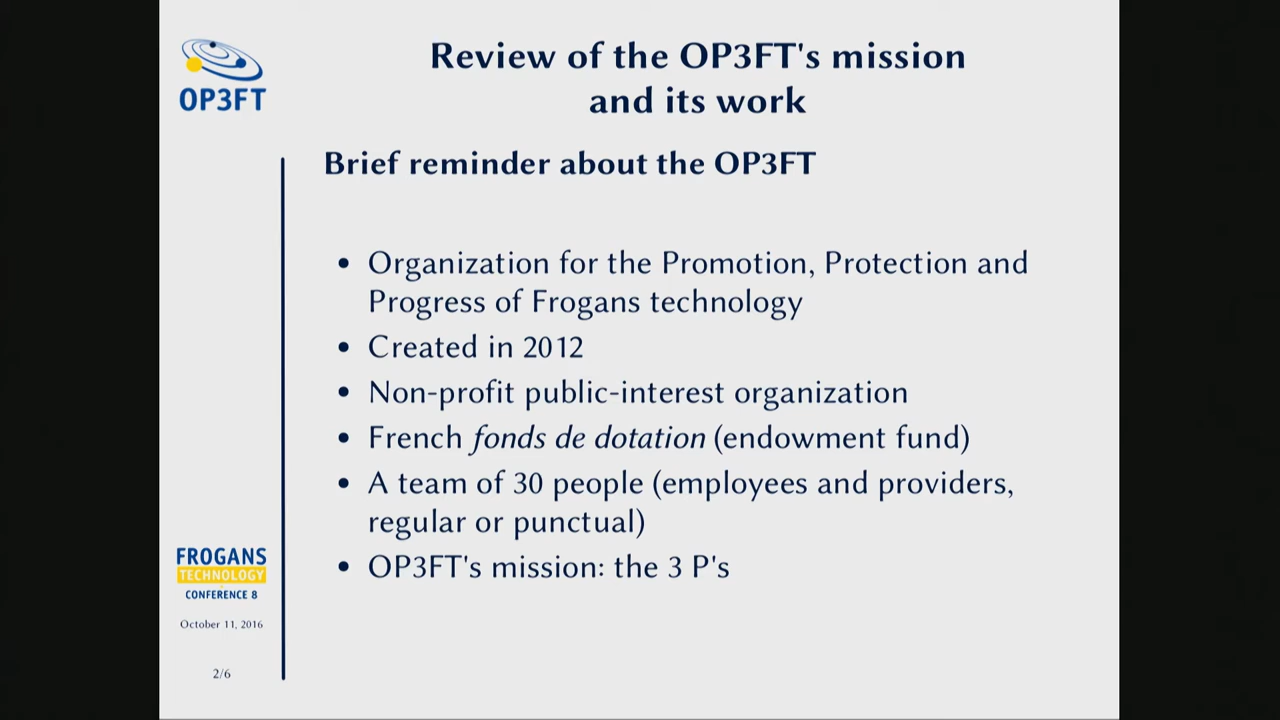 OP3FT
Review of the OP3FT's mission
and its work
Brief reminder about the OP3FT
• Organization for the Promotion, Protection and
Progress of Frogans technology
• Created in 2012
• Non-profit public-interest organization
• French fonds de dotation (endowment fund)
• A team of 30 people (employees and providers,
regular or punctual)
• OP3FT's mission: the 3 P's
FROGANS
TECHNOLOGY
CONFERENCE 8
October 11, 2016
2/6